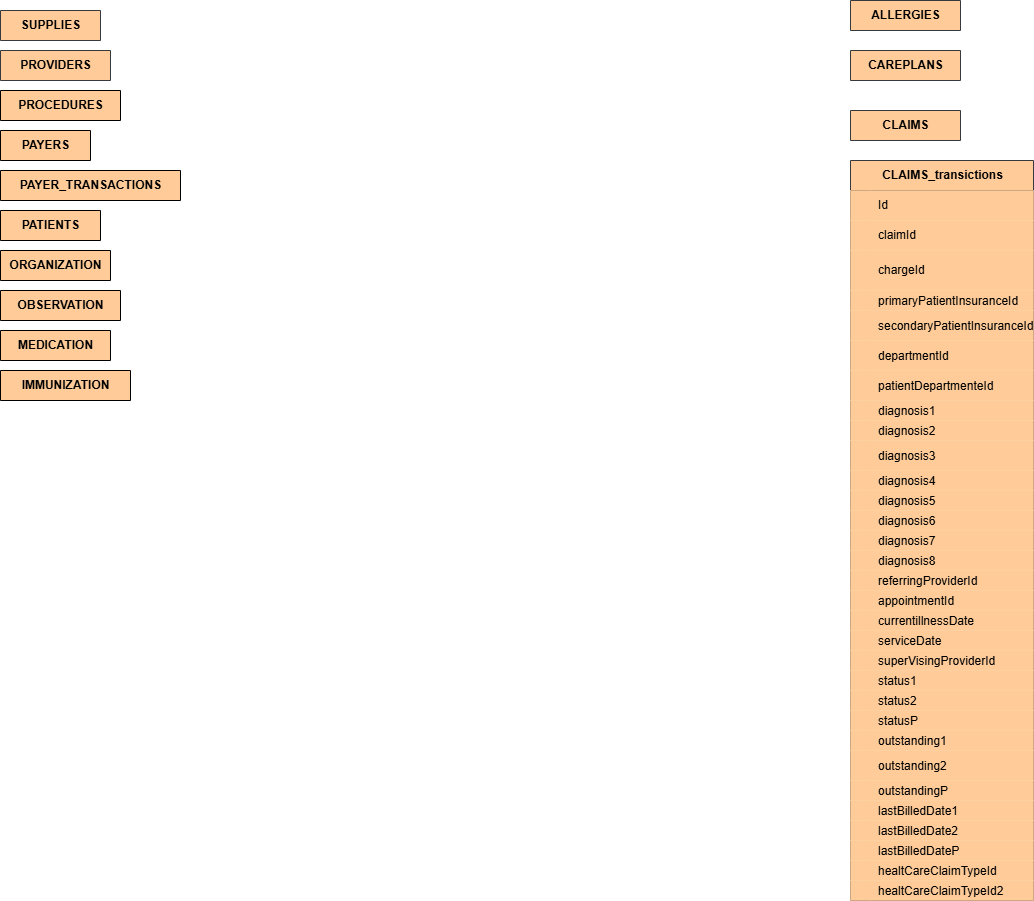 SUPPLIES
PROVIDERS
PROCEDURES
PAYERS
PAYER_TRANSACTIONS
PATIENTS
ORGANIZATION
OBSERVATION
MEDICATION
IMMUNIZATION
ALLERGIES
CAREPLANS
CLAIMS
CLAIMS_transictions
Id
claimId
chargeId
primaryPatientInsuranceId
secondaryPatientInsuranceId
departmentId
patientDepartmenteId
diagnosis1
diagnosis2
diagnosis3
diagnosis4
diagnosis5
diagnosis6
diagnosis7
diagnosis8
referringProviderId
appointmentId
currentillnessDate
serviceDate
superVisingProviderId
status1
status2
statusP
outstanding1
outstanding2
outstandingP
lastBilledDate1
lastBilledDate2
lastBilledDateP
healtCareClaimTypeId
healtCareClaimTypeId2